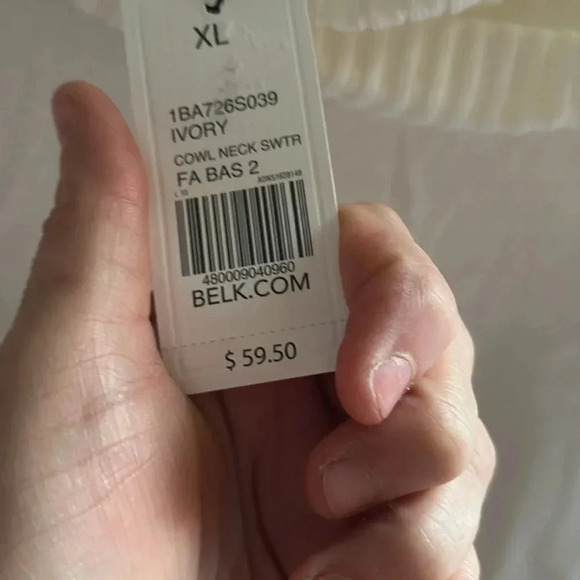 XL
1BA726S039
IVORY
COWL NECK SWTR
FA BAS 2
480009040960
BELK.COM
$ 59.50